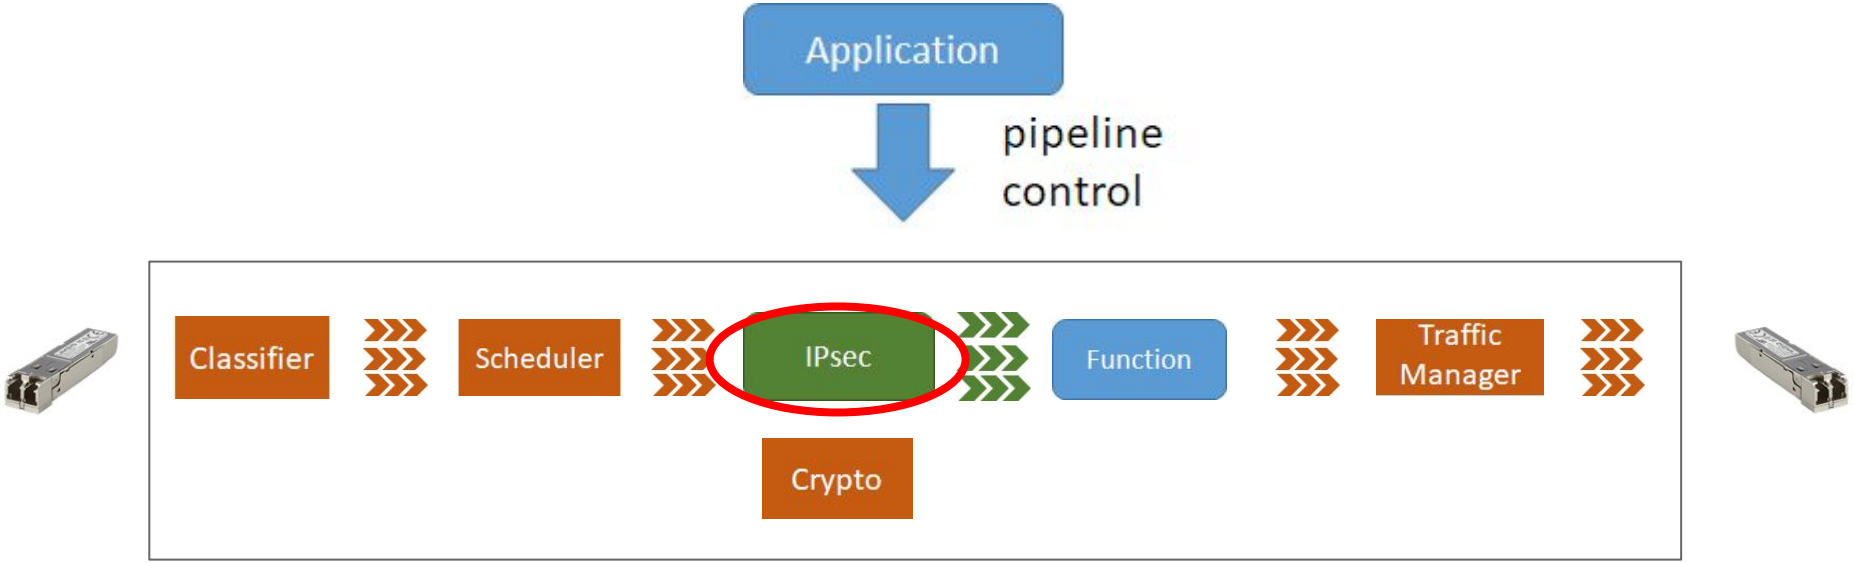 Application
pipeline
control
Classifier
Scheduler
IPsec
Function
Traffic
Manager
Crypto